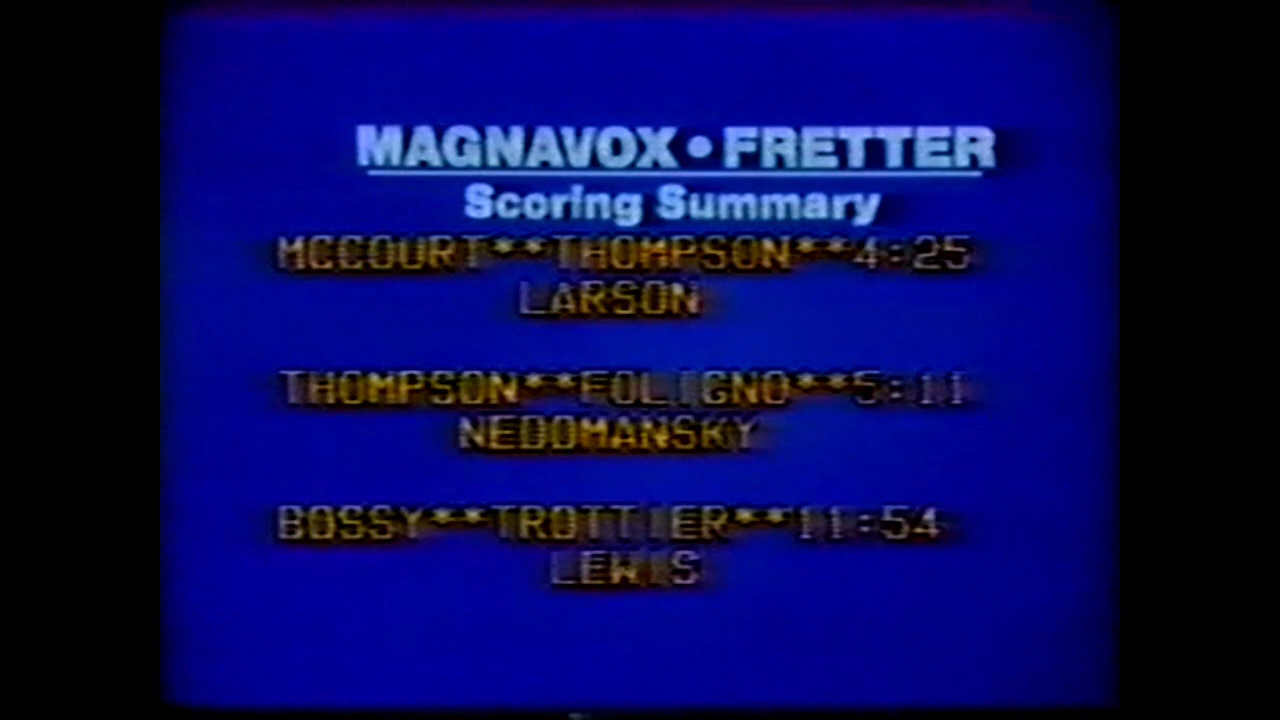 MAGNAVOX • FRETTER
Scoring Summary
MCCOURT**THOMPSON**4:25
LARSON
THOMPSON**FOLIGNO**5:11
NEDOMANSKY
BOSSY**TROTTIER**11:54
LEWIS